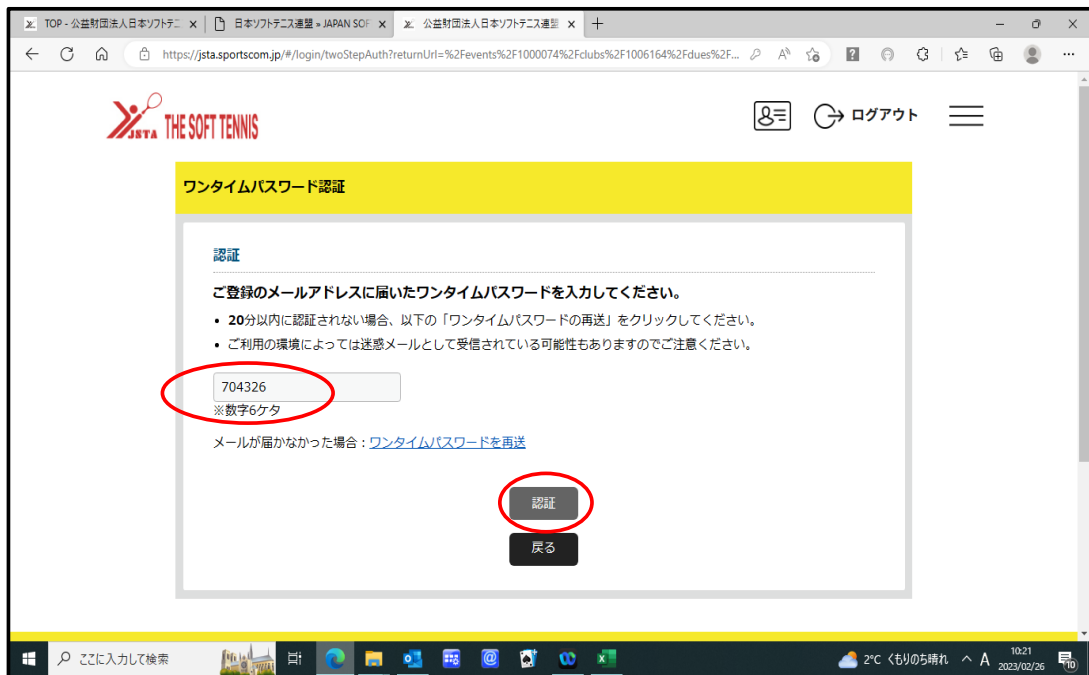 TOP - 公益財団法人日本ソフトテニ
日本ソフトテニス連盟 » JAPAN SOF
公益財団法人日本ソフトテニス連盟
https://jsta.sportscom.jp/#/login/twoStepAuth?returnUrl=%2Fevents%2F1000074%2Fclubs%2F1006164%2Fdues%2F...
JSTA THE SOFT TENNIS
ログアウト
ワンタイムパスワード認証
認証
ご登録のメールアドレスに届いたワンタイムパスワードを入力してください。
• 20分以内に認証されない場合、以下の「ワンタイムパスワードの再送」をクリックしてください。
• ご利用の環境によっては迷惑メールとして受信されている可能性もありますのでご注意ください。
704326
※数字6ケタ
メールが届かなかった場合：ワンタイムパスワードを再送
認証
戻る
ここに入力して検索
2°C くもりのち晴れ
A
10:21
2023/02/26
10